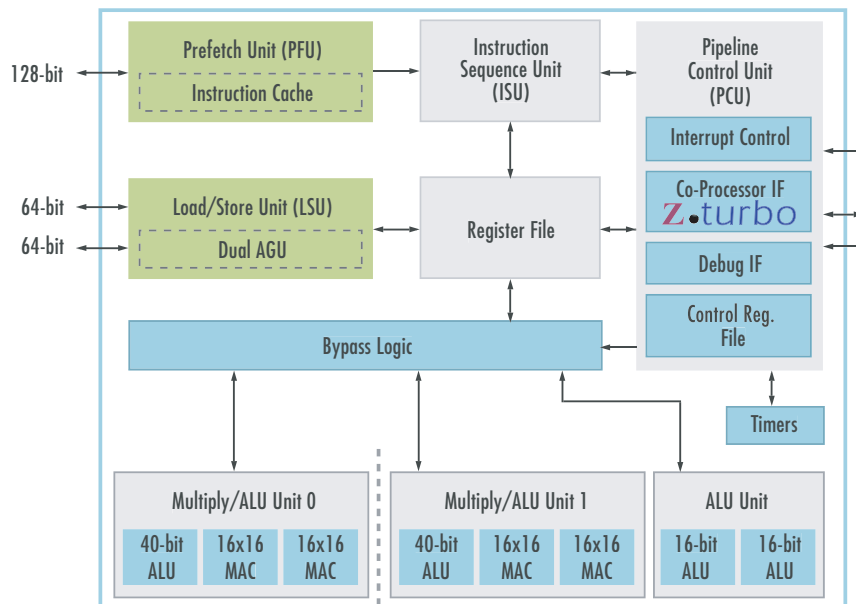 128-bit
Prefetch Unit (PFU)
Instruction Cache
Instruction
Sequence Unit
(ISU)
Pipeline
Control Unit
(PCU)
Interrupt Control
Co-Processor IF
Z.turbo
Debug IF
Control Reg.
File
64-bit
64-bit
Load/Store Unit (LSU)
Dual AGU
Register File
Bypass Logic
Timers
Multiply/ALU Unit 0
40-bit
ALU
16x16
MAC
16x16
MAC
Multiply/ALU Unit 1
40-bit
ALU
16x16
MAC
16x16
MAC
ALU Unit
16-bit
ALU
16-bit
ALU